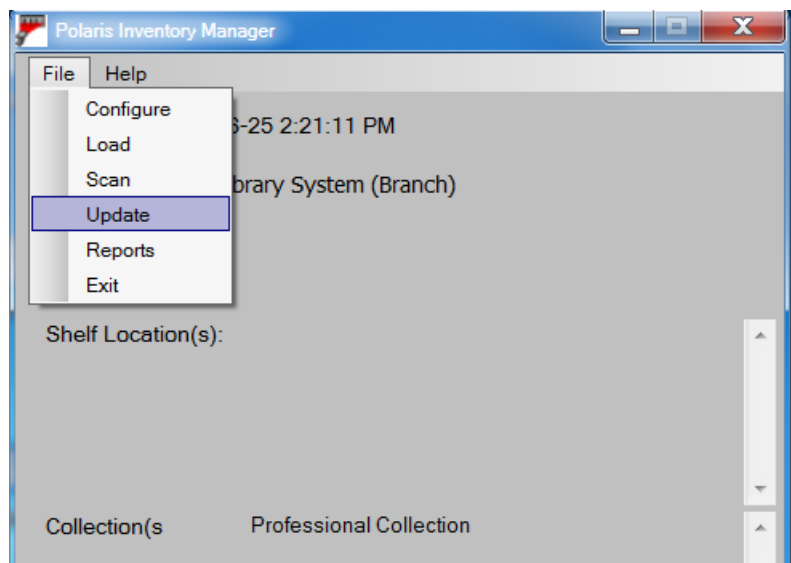 Polaris Inventory Manager
File Help
Configure
Load
Scan
Update
Reports
Exit
-25 2:21:11 PM
brary System (Branch)
Shelf Location(s):
Collection(s Professional Collection